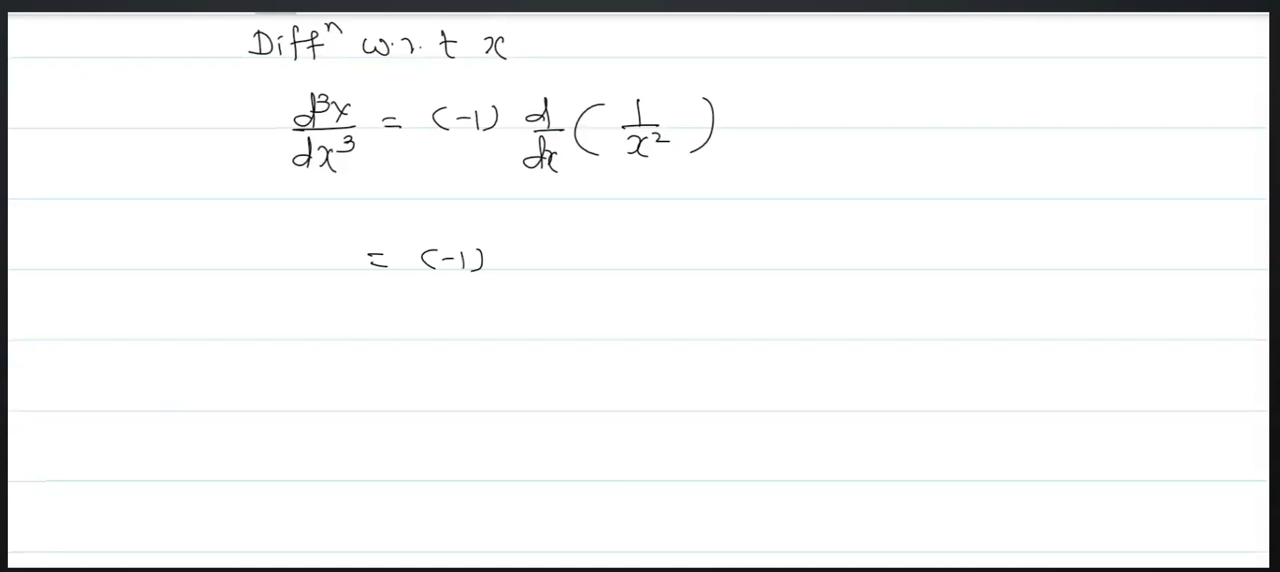 Diffⁿ w.r.t x
d³y/dx³ = (-1) d/dx (1/x²)
= (-1)